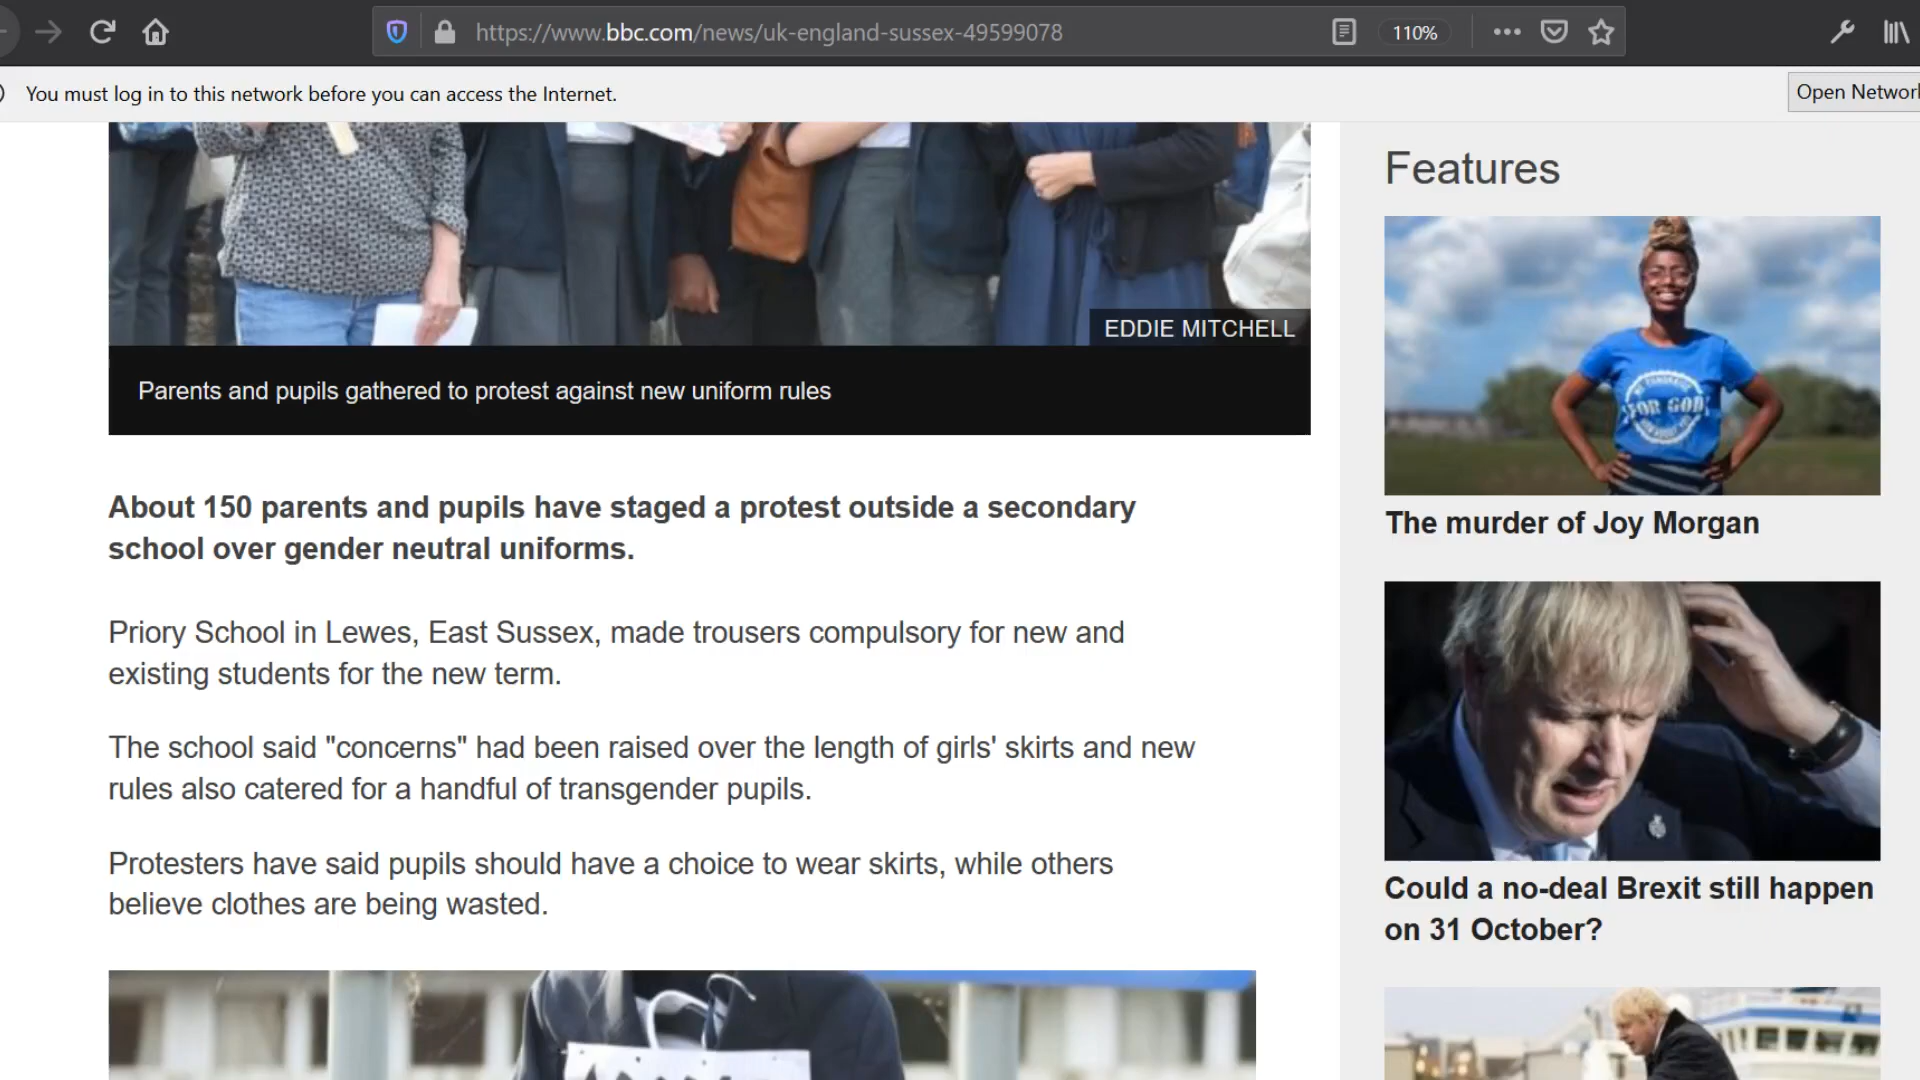 https://www.bbc.com/news/uk-england-sussex-49599078
110%
You must log in to this network before you can access the Internet.
Open Network
EDDIE MITCHELL
Parents and pupils gathered to protest against new uniform rules
About 150 parents and pupils have staged a protest outside a secondary
school over gender neutral uniforms.
Priory School in Lewes, East Sussex, made trousers compulsory for new and
existing students for the new term.
The school said "concerns" had been raised over the length of girls' skirts and new
rules also catered for a handful of transgender pupils.
Protesters have said pupils should have a choice to wear skirts, while others
believe clothes are being wasted.
Features
FOR GOD
The murder of Joy Morgan
Could a no-deal Brexit still happen
on 31 October?